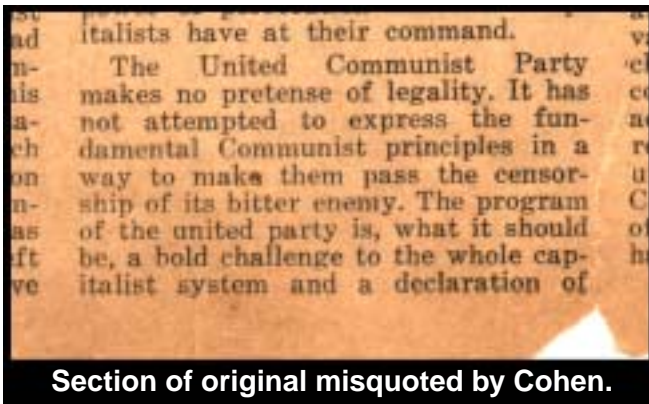 italists have at their command.
The United Communist Party
makes no pretense of legality. It has
not attempted to express the fun-
damental Communist principles in a
way to make them pass the censor-
ship of its bitter enemy. The program
of the united party is, what it should
be, a bold challenge to the whole cap-
italist system and a declaration of
Section of original misquoted by Cohen.